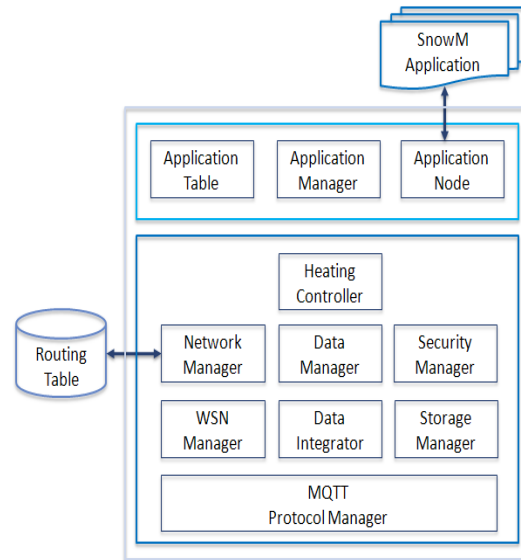 SnowM
Application
Application
Table
Application
Manager
Application
Node
Heating
Controller
Routing
Table
Network
Manager
Data
Manager
Security
Manager
WSN
Manager
Data
Integrator
Storage
Manager
MQTT
Protocol Manager